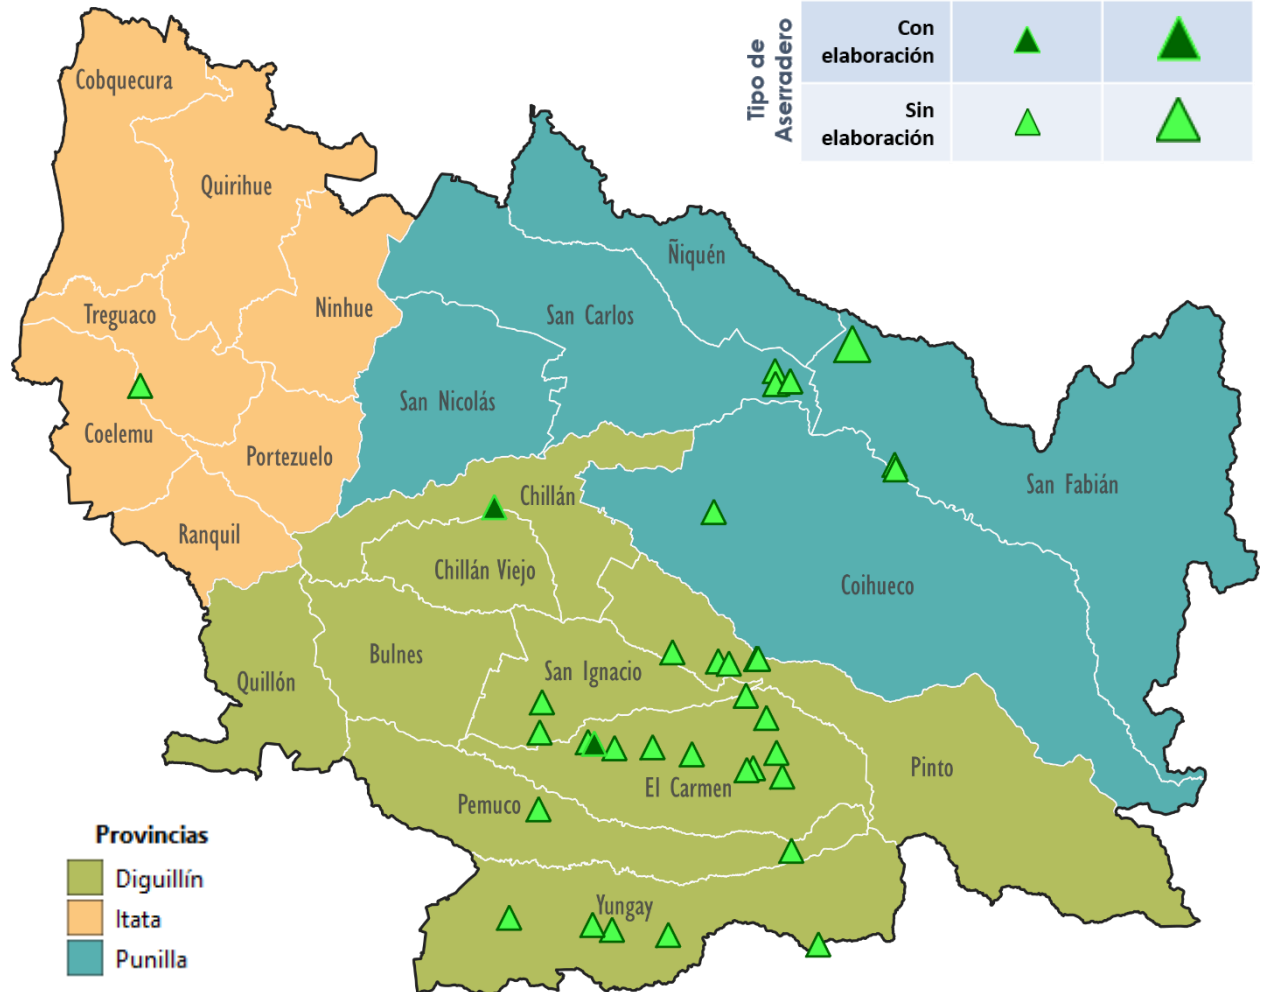 Tipo de
Aserradero
Con
elaboración
Sin
elaboración
Cobquecura
Quirihue
Ñiquén
Treguaco
Ninhue
San Carlos
San Nicolás
Coelemu
Portezuelo
San Fabián
Chillán
Ranquil
Chillán Viejo
Coihueco
Bulnes
San Ignacio
Quillón
Pinto
El Carmen
Pemuco
Yungay
Provincias
Diguillín
Itata
Punilla